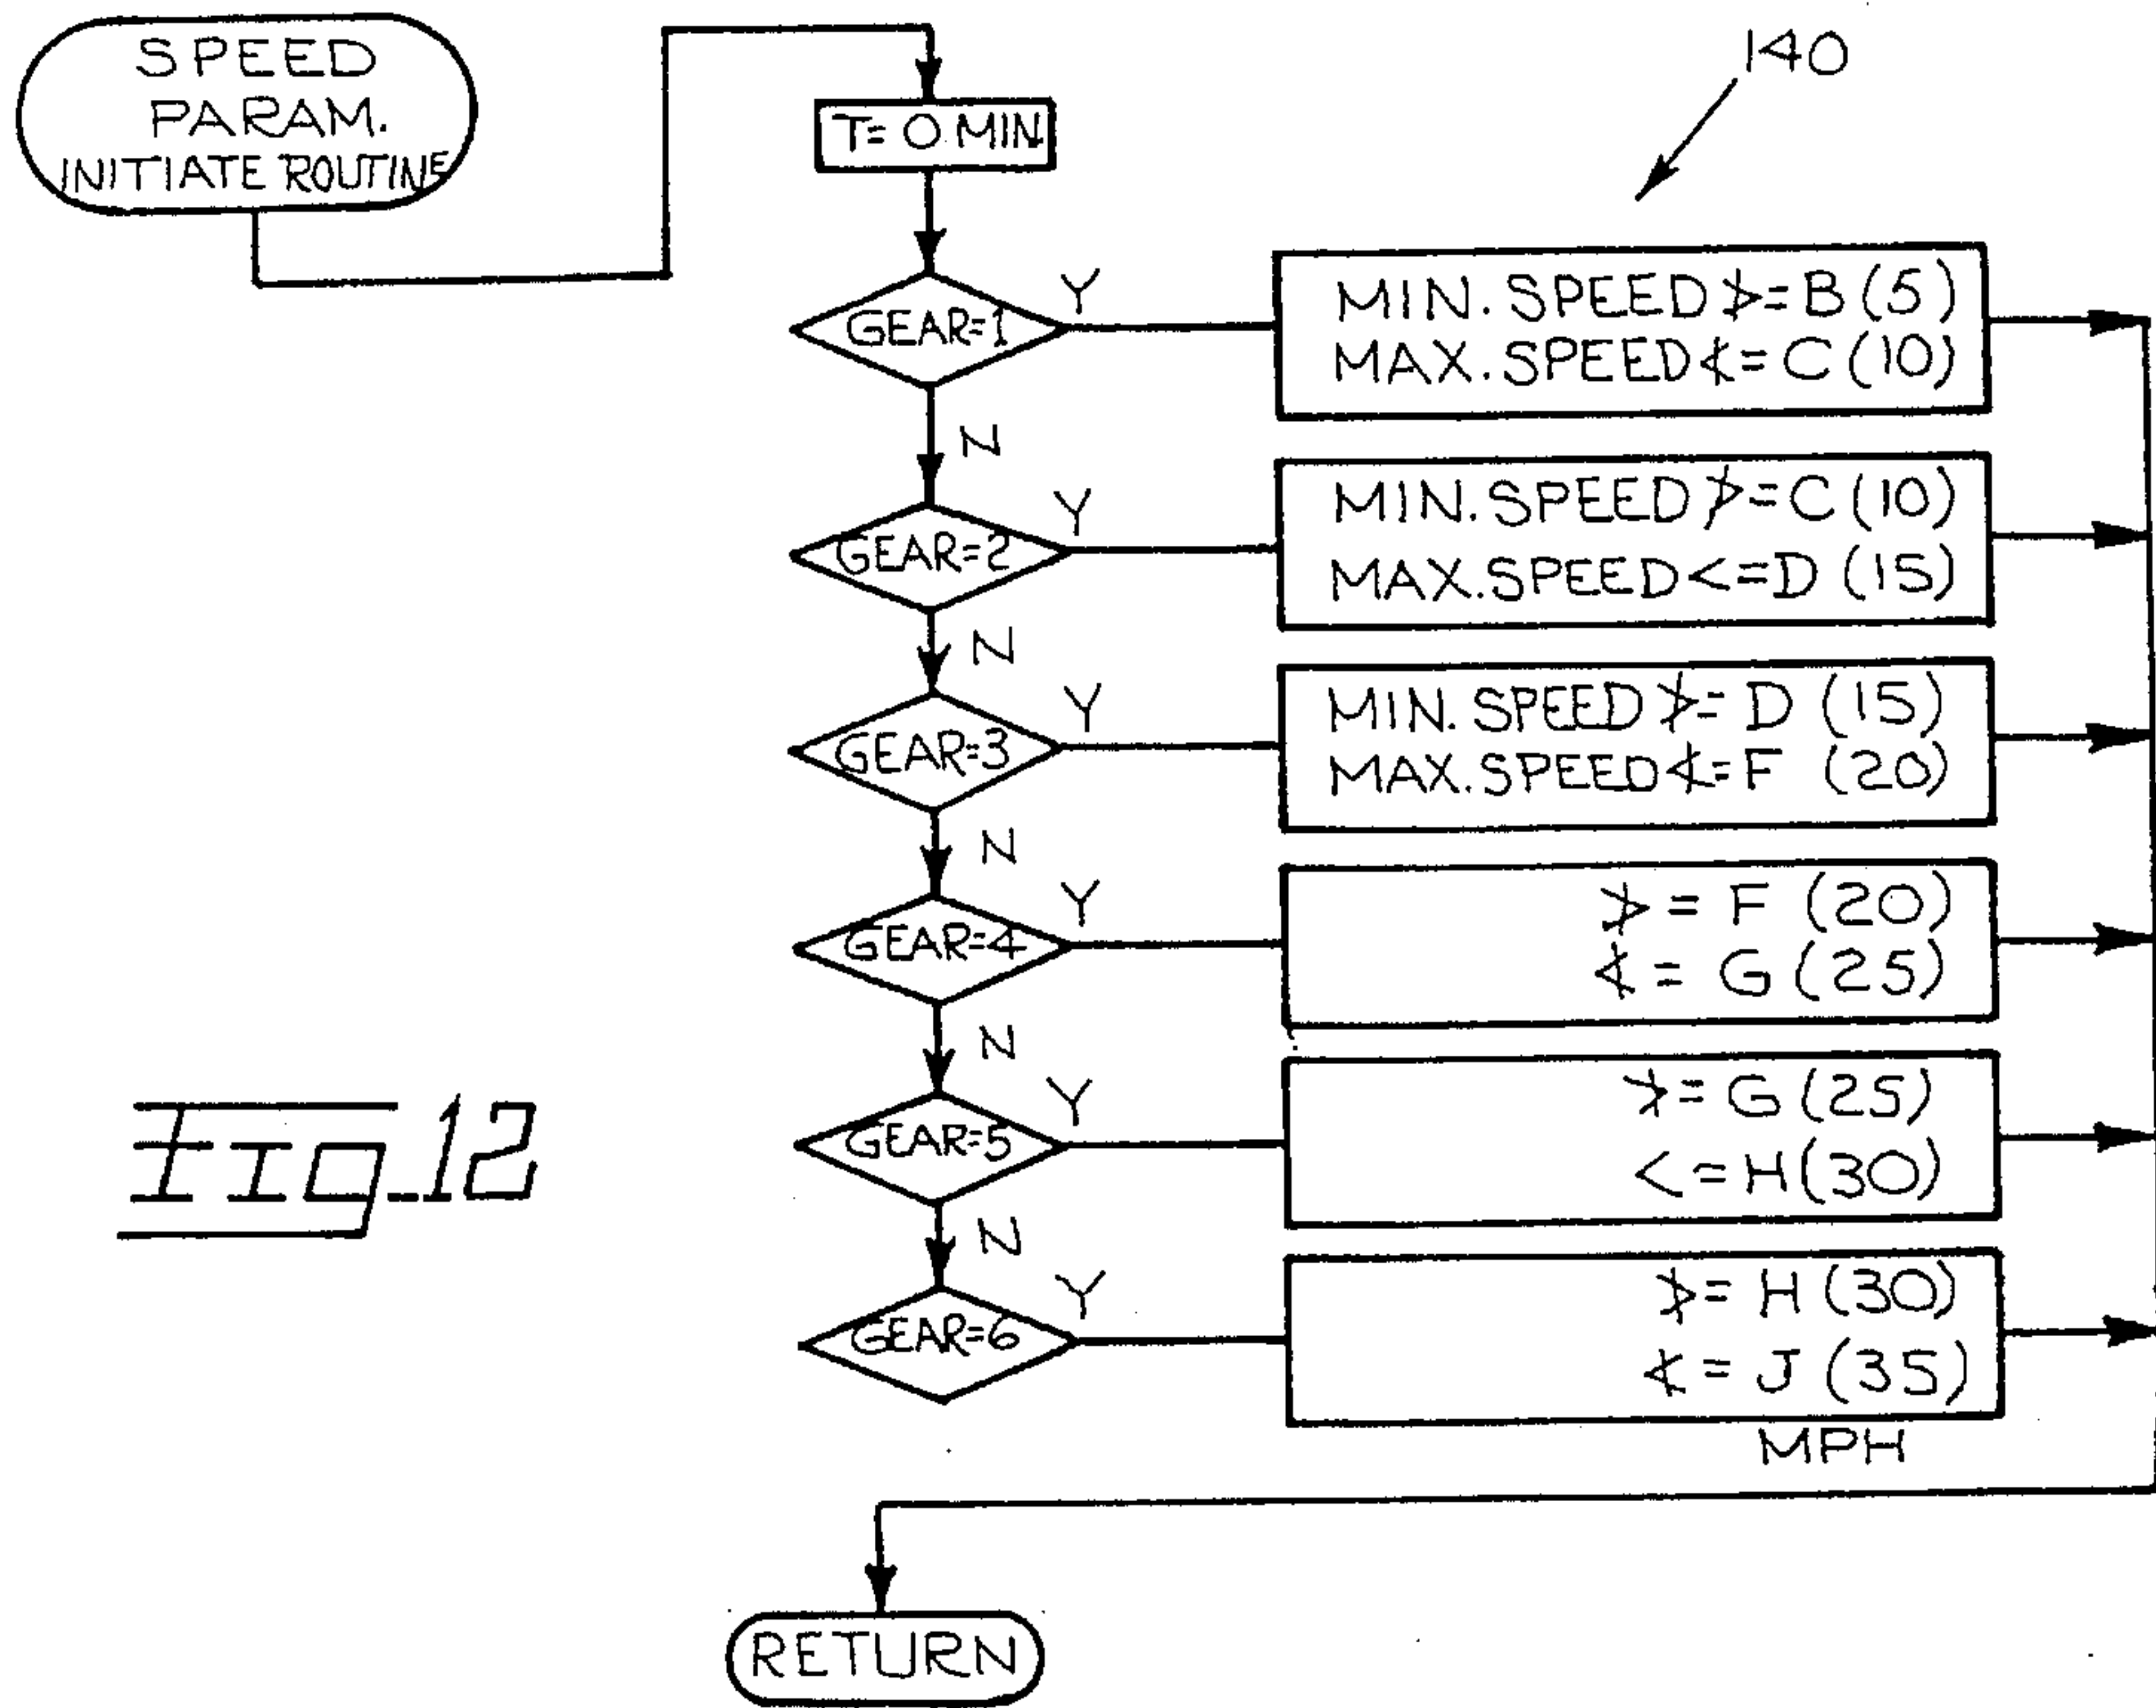 SPEED
PARAM.
INITIATE ROUTINE
T=0 MIN.
140
GEAR=1
Y
MIN. SPEED ≯= B (5)
MAX. SPEED ≮= C (10)
N
GEAR=2
Y
MIN. SPEED ≯= C (10)
MAX. SPEED <= D (15)
N
GEAR=3
Y
MIN. SPEED ≯= D (15)
MAX. SPEED ≮= F (20)
N
GEAR=4
Y
≯= F (20)
≮= G (25)
N
GEAR=5
Y
≯= G (25)
<= H (30)
N
GEAR=6
Y
≯= H (30)
≮= J (35)
MPH
RETURN
Fig. 12